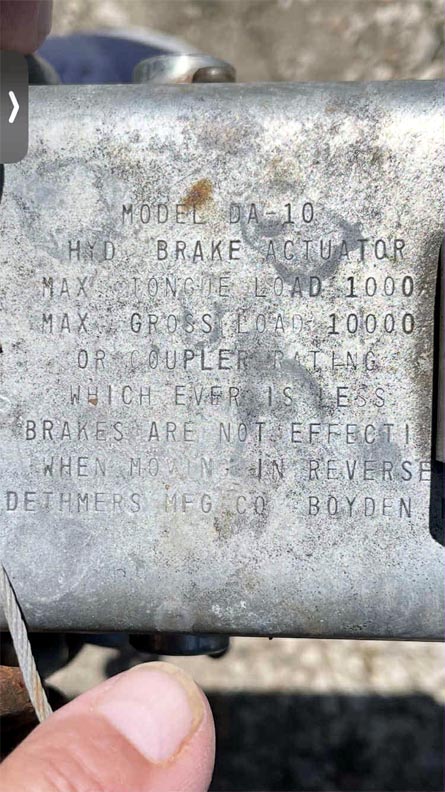 MODEL DA-10
HYD. BRAKE ACTUATOR
MAX. TONGUE LOAD 1000
MAX. GROSS LOAD 10000
OR COUPLER RATING
WHICH EVER IS LESS
BRAKES ARE NOT EFFECTI
WHEN MOVING IN REVERSE
DETHMERS MFG CO BOYDEN